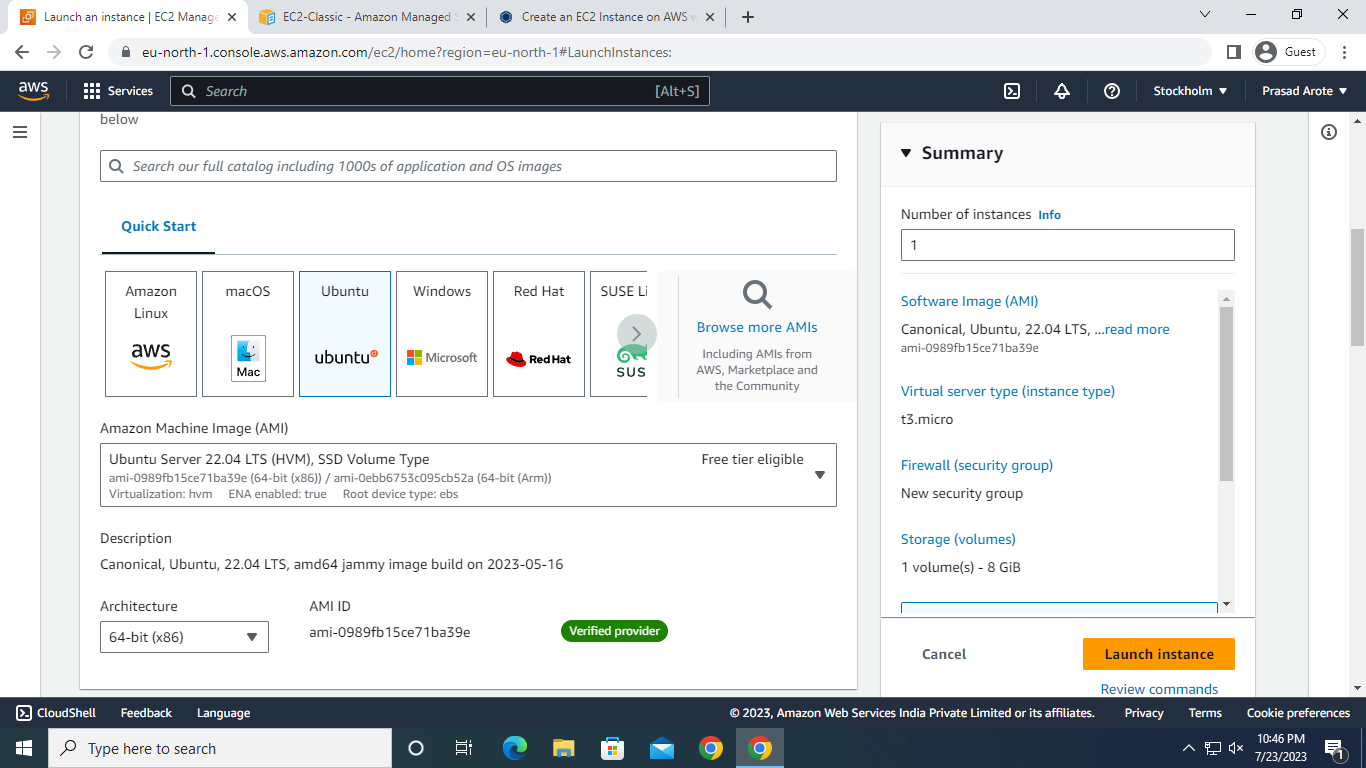 Launch an instance | EC2 Manage
EC2-Classic - Amazon Managed S
Create an EC2 Instance on AWS w
eu-north-1.console.aws.amazon.com/ec2/home?region=eu-north-1#LaunchInstances:
Guest
aws
Services
Search
[Alt+S]
Stockholm
Prasad Arote
below
Search our full catalog including 1000s of application and OS images
Quick Start
Amazon
Linux
aws
macOS
Mac
Ubuntu
ubuntu
Windows
Microsoft
Red Hat
Red Hat
SUSE Li
SUS
Browse more AMIs
Including AMIs from
AWS, Marketplace and
the Community
Amazon Machine Image (AMI)
Ubuntu Server 22.04 LTS (HVM), SSD Volume Type
Free tier eligible
ami-0989fb15ce71ba39e (64-bit (x86)) / ami-0ebb6753c095cb52a (64-bit (Arm))
Virtualization: hvm ENA enabled: true Root device type: ebs
Description
Canonical, Ubuntu, 22.04 LTS, amd64 jammy image build on 2023-05-16
Architecture
AMI ID
64-bit (x86)
ami-0989fb15ce71ba39e
Verified provider
Summary
Number of instances Info
1
Software Image (AMI)
Canonical, Ubuntu, 22.04 LTS, ...read more
ami-0989fb15ce71ba39e
Virtual server type (instance type)
t3.micro
Firewall (security group)
New security group
Storage (volumes)
1 volume(s) - 8 GiB
Cancel
Launch instance
Review commands
CloudShell
Feedback
Language
© 2023, Amazon Web Services India Private Limited or its affiliates.
Privacy
Terms
Cookie preferences
Type here to search
10:46 PM
7/23/2023
1